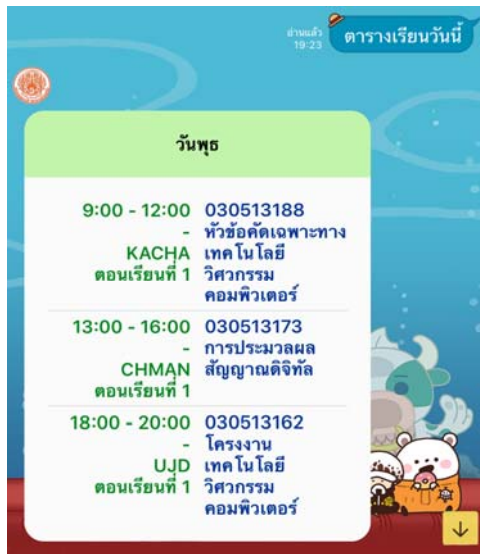 ตารางเรียนวันนี้
อ่านแล้ว
19:23
วันพุธ
9:00 - 12:00 030513188
- หัวข้อคัดเฉพาะทาง
KACHA เทคโนโลยี
ตอนเรียนที่ 1 วิศวกรรม
คอมพิวเตอร์
13:00 - 16:00 030513173
- การประมวลผล
CHMAN สัญญาณดิจิทัล
ตอนเรียนที่ 1
18:00 - 20:00 030513162
- โครงงาน
UJD เทคโนโลยี
ตอนเรียนที่ 1 วิศวกรรม
คอมพิวเตอร์